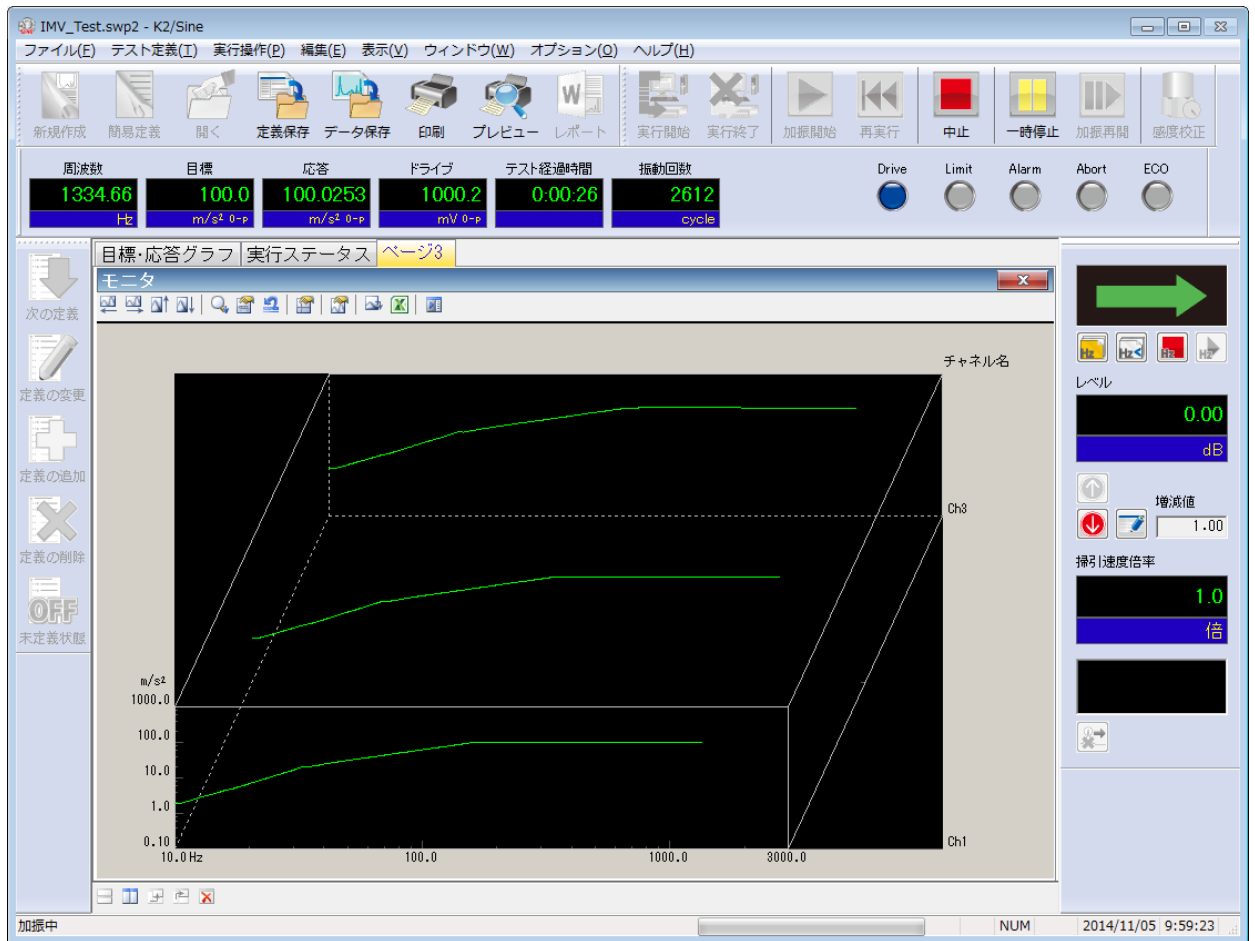 IMV_Test.swp2 - K2/Sine
ファイル(F) テスト定義(T) 実行操作(P) 編集(E) 表示(V) ウィンドウ(W) オプション(O) ヘルプ(H)
新規作成 簡易定義 開く 定義保存 データ保存 印刷 プレビュー レポート 実行開始 実行終了 加振開始 再実行 中止 一時停止 加振再開 感度校正
周波数 目標 応答 ドライブ テスト経過時間 振動回数 Drive Limit Alarm Abort ECO
1334.66 100.0 100.0253 1000.2 0:00:26 2612
Hz m/s² 0-P m/s² 0-P mV 0-P cycle
目標・応答グラフ 実行ステータス ページ3
モニタ
次の定義
定義の変更
定義の追加
定義の削除
OFF
未定義状態
チャネル名
Ch3
m/s²
1000.0
100.0
10.0
1.0
0.10
Ch1
10.0Hz 100.0 1000.0 3000.0
Hz Hz Hz Hz
レベル
0.00
dB
増減値
1.00
掃引速度倍率
1.0
倍
加振中 NUM 2014/11/05 9:59:23